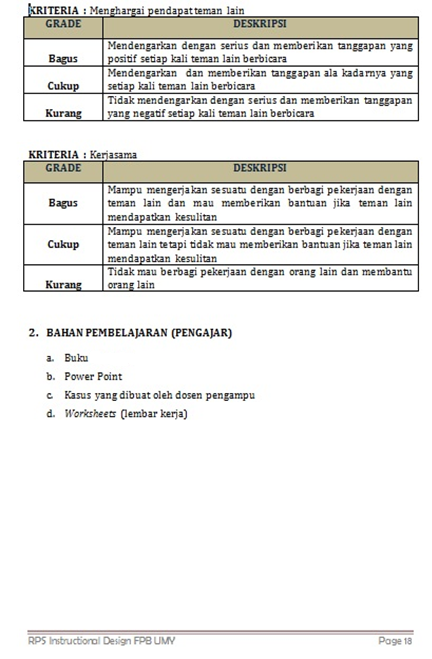 KRITERIA : Menghargai pendapat teman lain
GRADE DESKRIPSI
Mendengarkan dengan serius dan memberikan tanggapan yang
Bagus positif setiap kali teman lain berbicara
Mendengarkan dan memberikan tanggapan ala kadarnya yang
Cukup setiap kali teman lain berbicara
Tidak mendengarkan dengan serius dan memberikan tanggapan
Kurang yang negatif setiap kali teman lain berbicara
KRITERIA : Kerjasama
GRADE DESKRIPSI
Mampu mengerjakan sesuatu dengan berbagi pekerjaan dengan
Bagus teman lain dan mau memberikan bantuan jika teman lain
mendapatkan kesulitan
Mampu mengerjakan sesuatu dengan berbagi pekerjaan dengan
Cukup teman lain tetapi tidak mau memberikan bantuan jika teman lain
mendapatkan kesulitan
Tidak mau berbagi pekerjaan dengan orang lain dan membantu
Kurang orang lain
2. BAHAN PEMBELAJARAN (PENGAJAR)
a. Buku
b. Power Point
c. Kasus yang dibuat oleh dosen pengampu
d. Worksheets (lembar kerja)
RPS Instructional Design FPB UMY Page 18